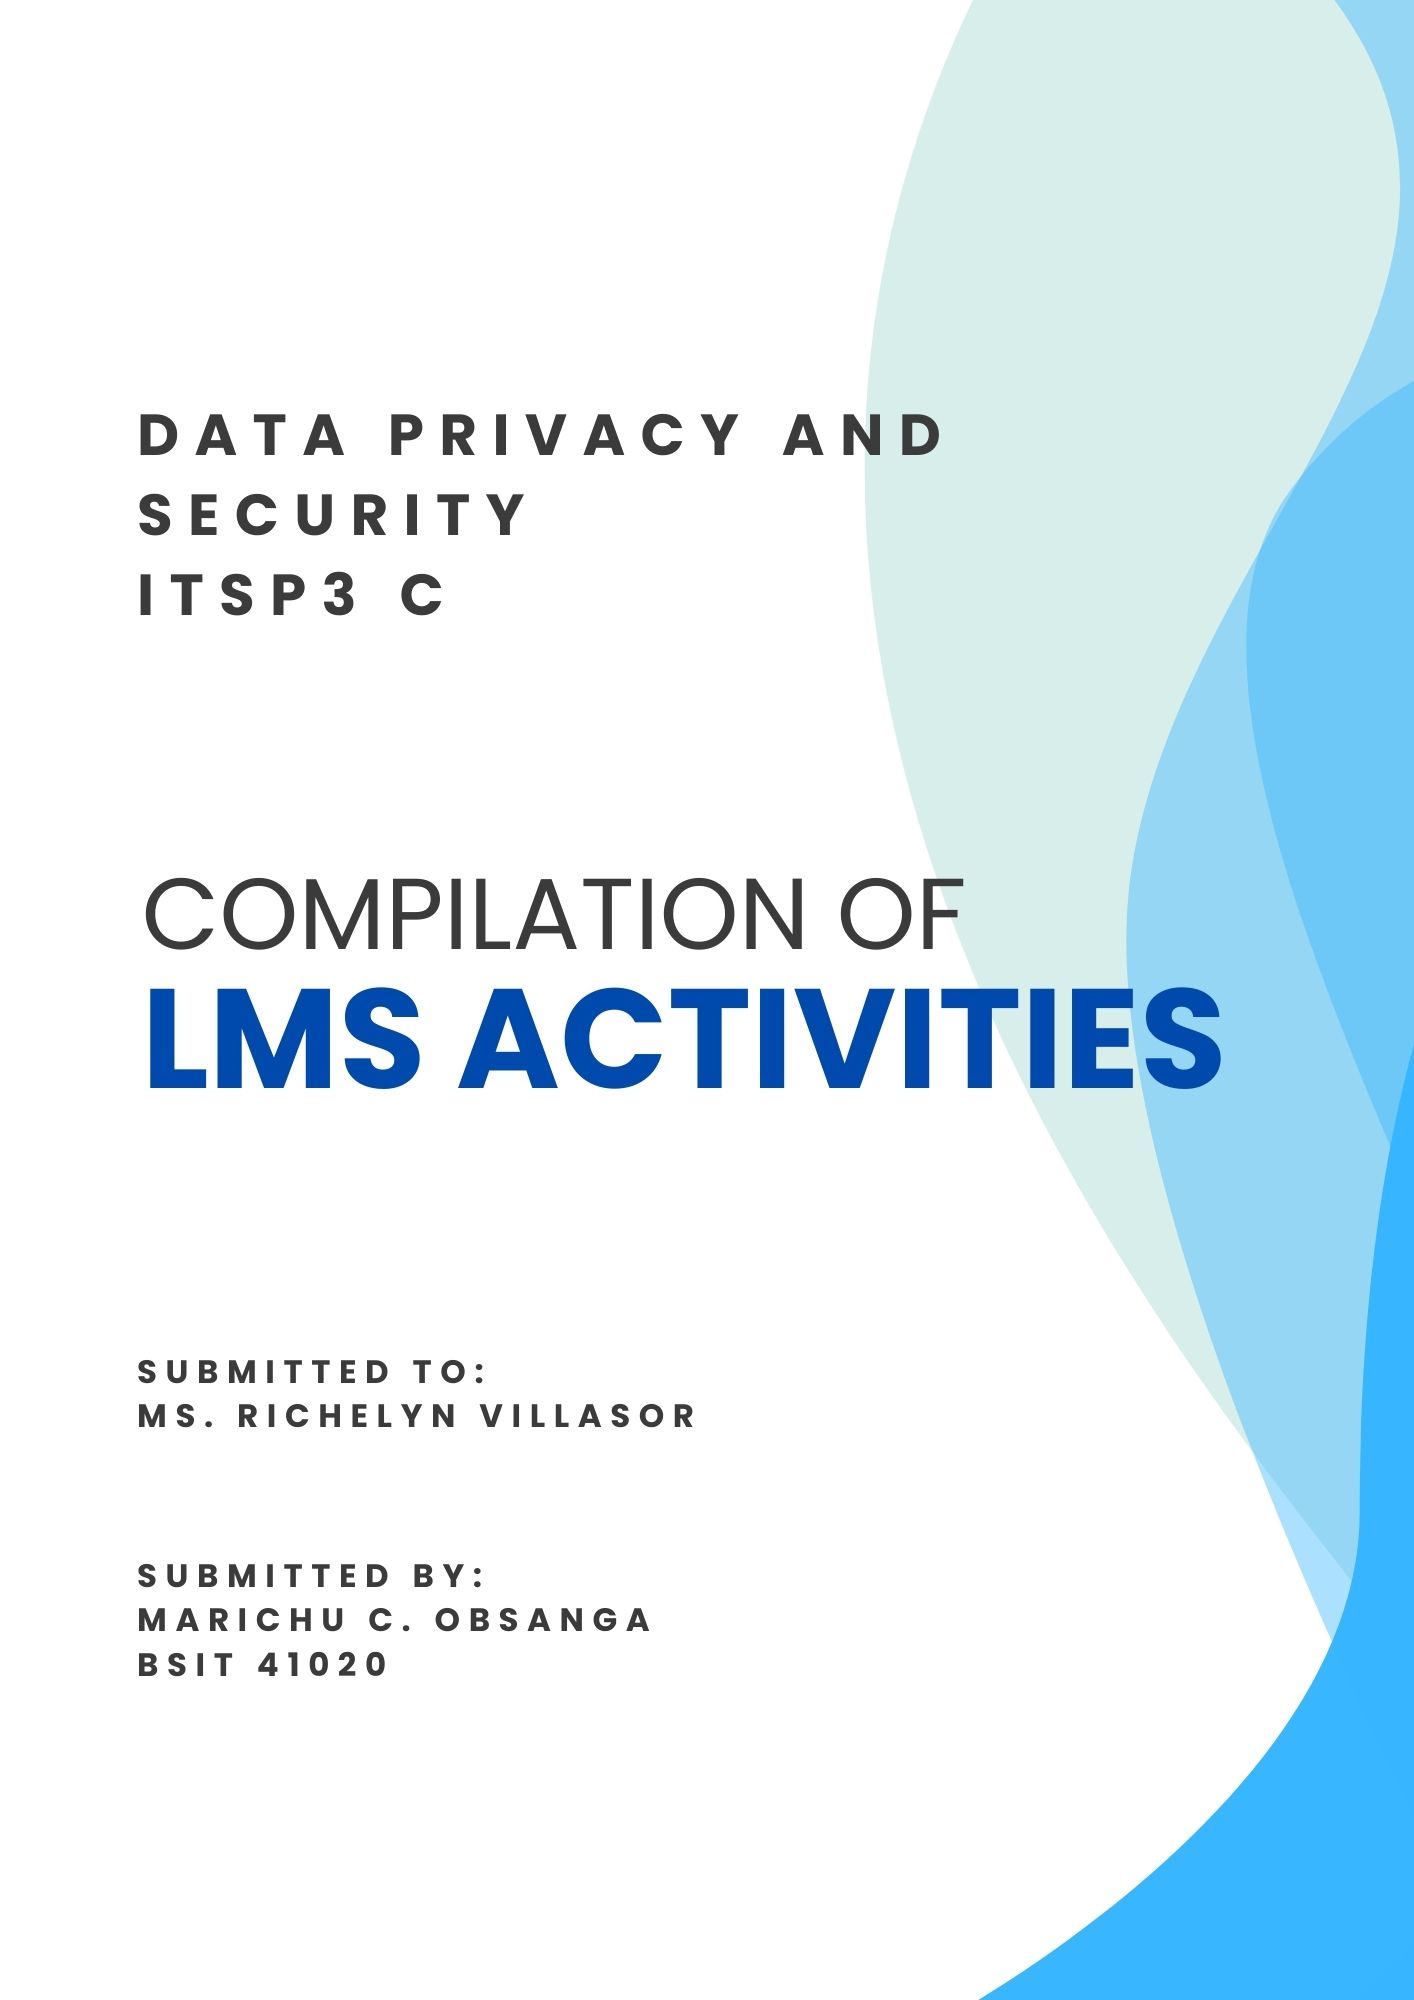 DATA PRIVACY AND
SECURITY
ITSP3 C
COMPILATION OF
LMS ACTIVITIES
SUBMITTED TO:
MS. RICHELYN VILLASOR
SUBMITTED BY:
MARICHU C. OBSANGA
BSIT 41020